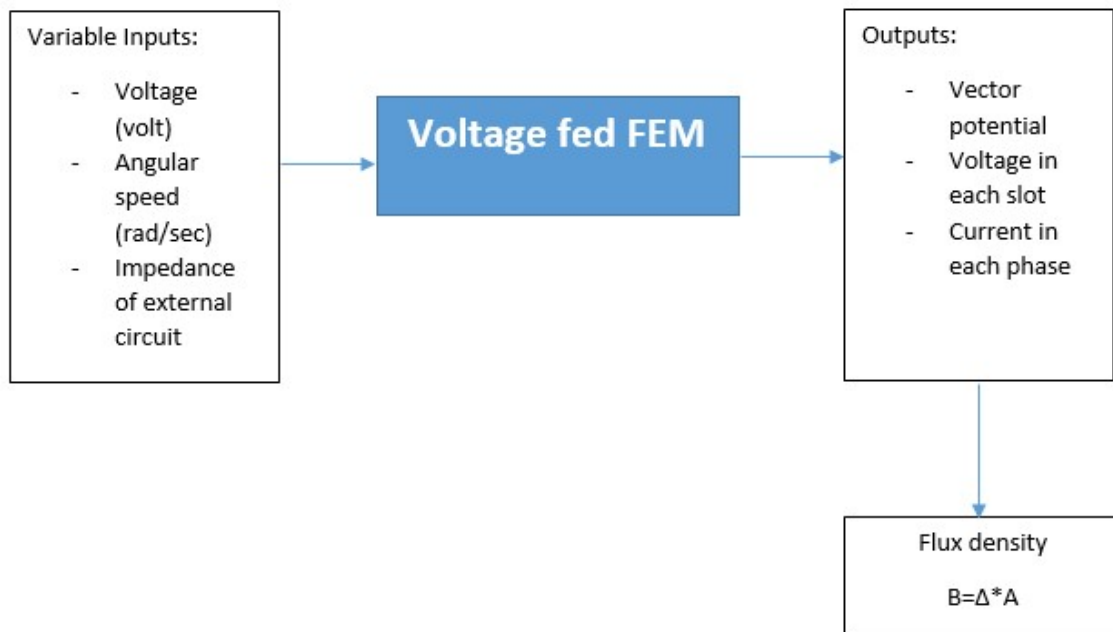 Variable Inputs:
- Voltage
(volt)
- Angular
speed
(rad/sec)
- Impedance
of external
circuit
Voltage fed FEM
Outputs:
- Vector
potential
- Voltage in
each slot
- Current in
each phase
Flux density
B=Δ*A